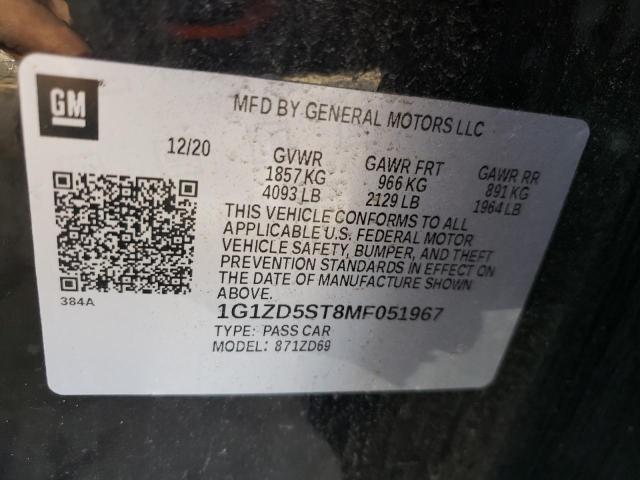 GM
MFD BY GENERAL MOTORS LLC
12/20 GVWR GAWR FRT GAWR RR
1857 KG 966 KG 891 KG
4093 LB 2129 LB 1964 LB
THIS VEHICLE CONFORMS TO ALL
APPLICABLE U.S. FEDERAL MOTOR
VEHICLE SAFETY, BUMPER, AND THEFT
PREVENTION STANDARDS IN EFFECT ON
THE DATE OF MANUFACTURE SHOWN
ABOVE.
384A
1G1ZD5ST8MF051967
TYPE: PASS CAR
MODEL: 871ZD69